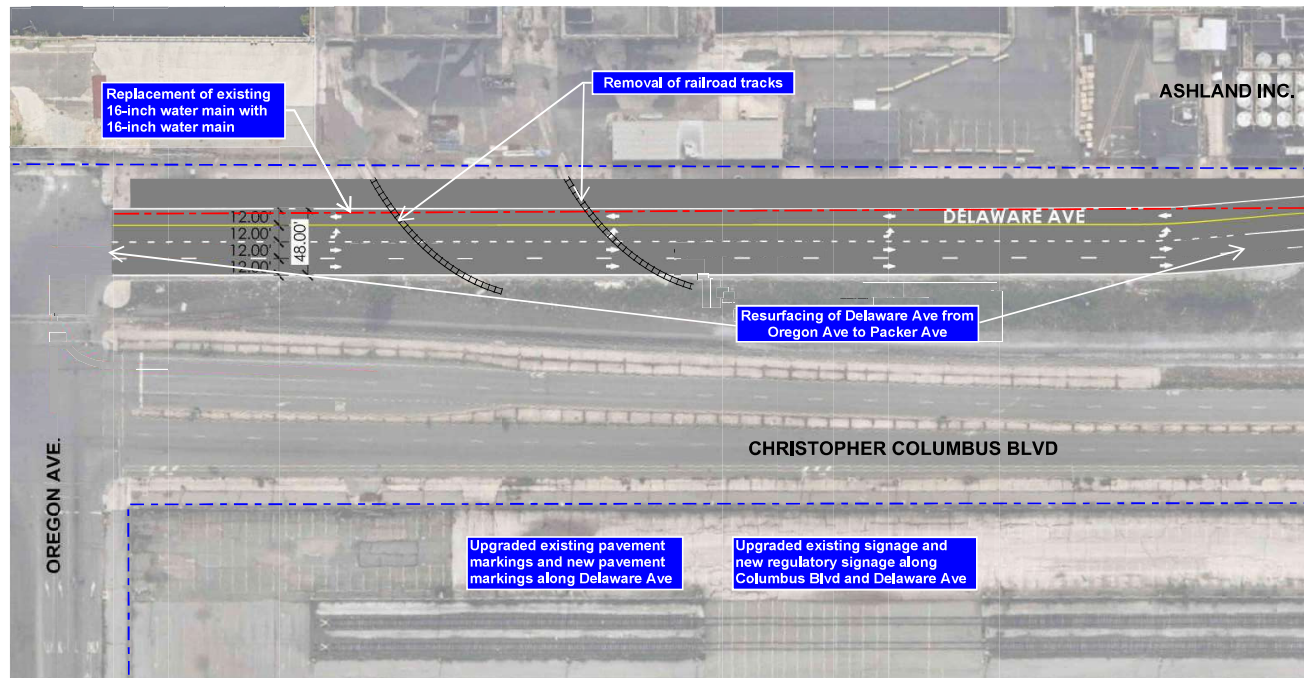 Replacement of existing
16-inch water main with
16-inch water main
Removal of railroad tracks
ASHLAND INC.
12.00'
12.00'
12.00'
12.00'
48.00'
DELAWARE AVE
Resurfacing of Delaware Ave from
Oregon Ave to Packer Ave
CHRISTOPHER COLUMBUS BLVD
OREGON AVE.
Upgraded existing pavement
markings and new pavement
markings along Delaware Ave
Upgraded existing signage and
new regulatory signage along
Columbus Blvd and Delaware Ave